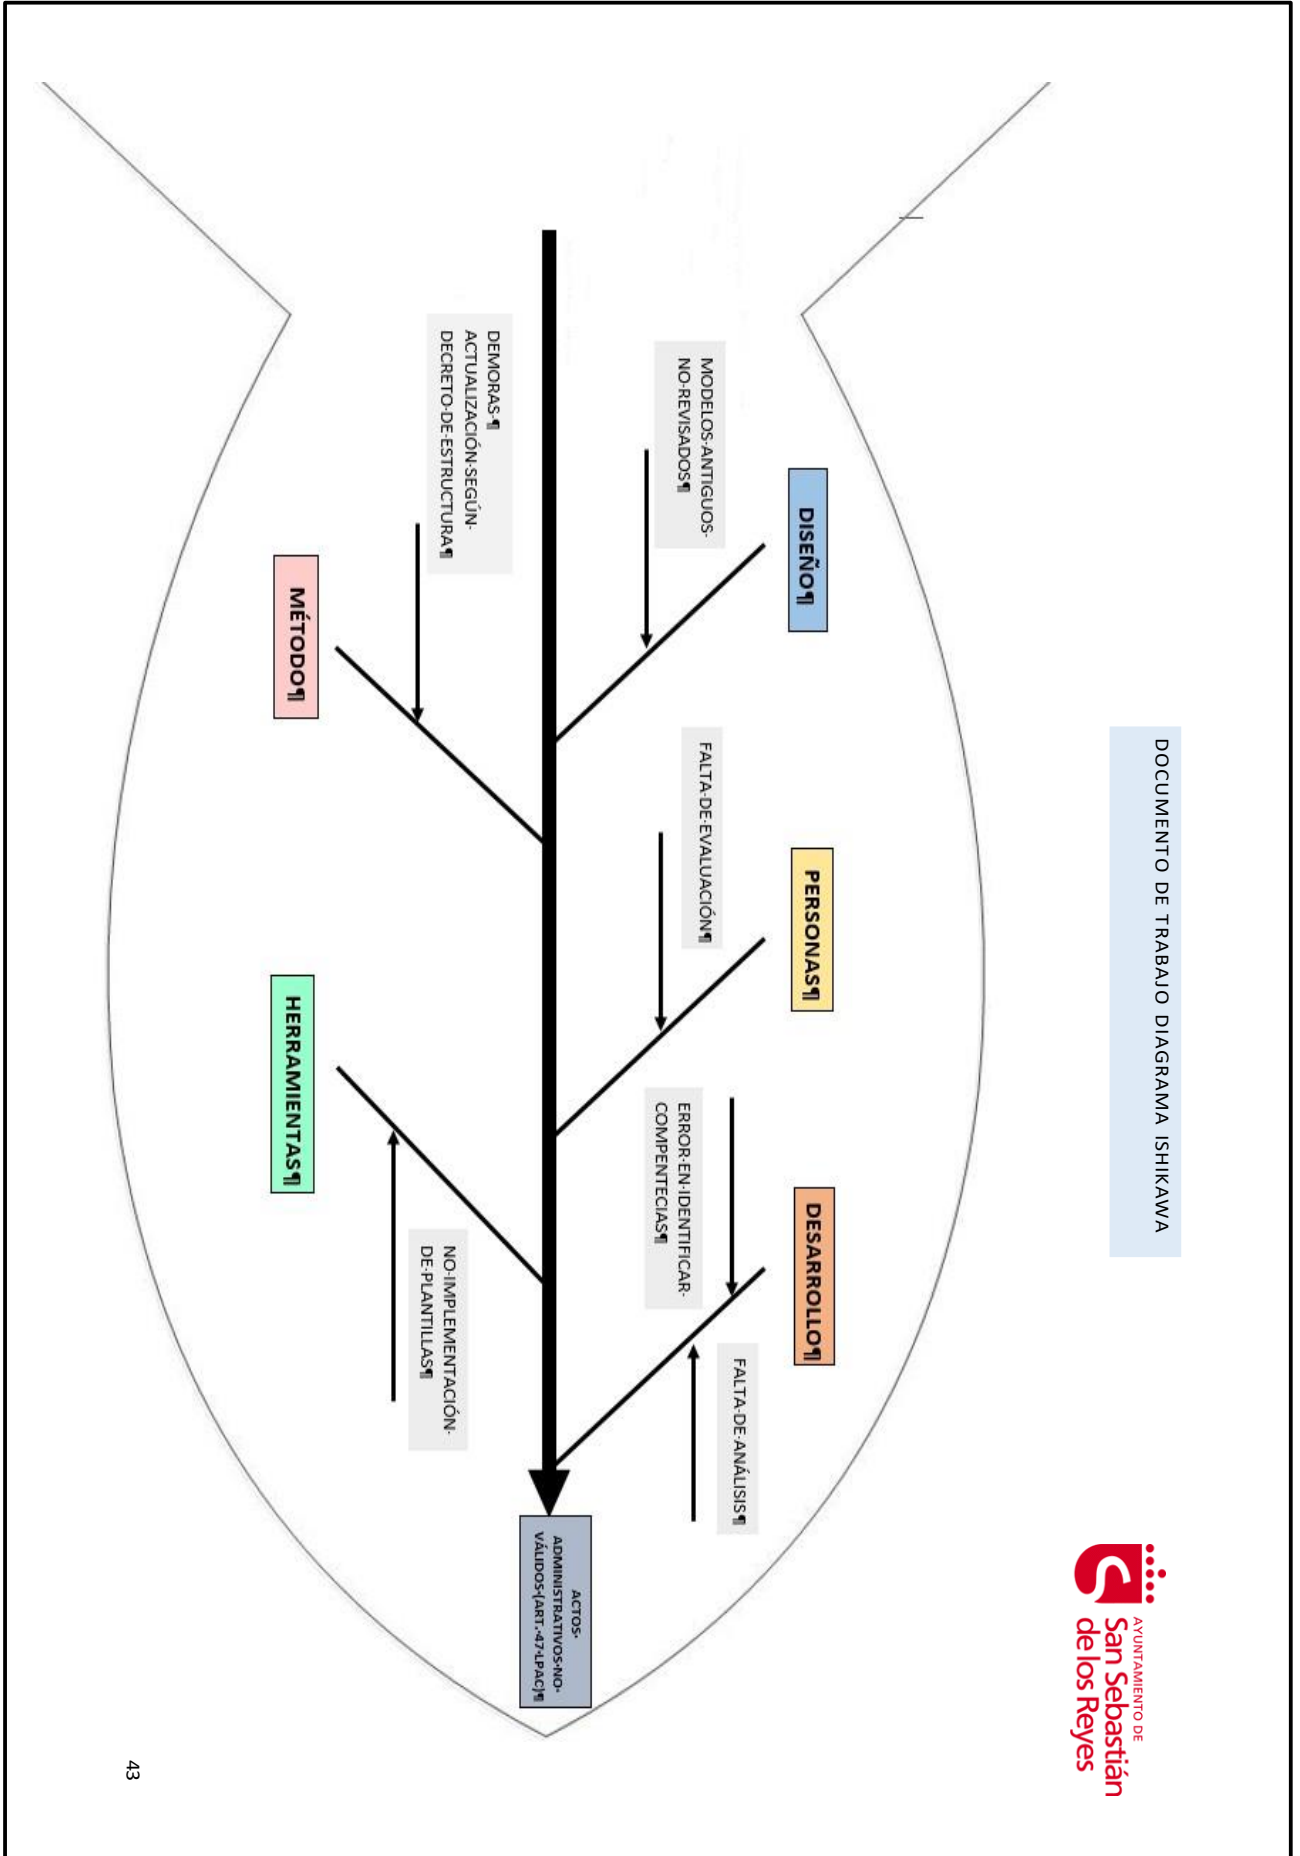 AYUNTAMIENTO DE
San Sebastián
de los Reyes
DOCUMENTO DE TRABAJO DIAGRAMA ISHIKAWA
DISEÑO¶
PERSONAS¶
DESARROLLO¶
MODELOS·ANTIGUOS·
NO·REVISADOS¶
FALTA·DE·EVALUACIÓN¶
ERROR·EN·IDENTIFICAR·
COMPENTECIAS¶
FALTA·DE·ANÁLISIS¶
ACTOS·
ADMINISTRATIVOS·NO·
VÁLIDOS·(ART.·47·LPAC)¶
DEMORAS·¶
ACTUALIZACIÓN·SEGÚN·
DECRETO·DE·ESTRUCTURA¶
NO·IMPLEMENTACIÓN·
DE·PLANTILLAS¶
MÉTODO¶
HERRAMIENTAS¶
43